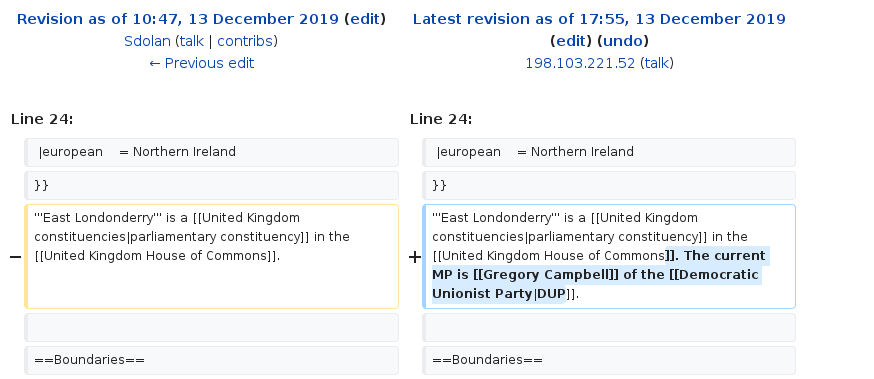 Revision as of 10:47, 13 December 2019 (edit)
Sdolan (talk | contribs)
← Previous edit
Latest revision as of 17:55, 13 December 2019
(edit) (undo)
198.103.221.52 (talk)
Line 24:
Line 24:
|european    = Northern Ireland
|european    = Northern Ireland
}}
}}
−
'''East Londonderry''' is a [[United Kingdom
constituencies|parliamentary constituency]] in the
[[United Kingdom House of Commons]].
+
'''East Londonderry''' is a [[United Kingdom
constituencies|parliamentary constituency]] in the
[[United Kingdom House of Commons]]. The current
MP is [[Gregory Campbell]] of the [[Democratic
Unionist Party|DUP]].
==Boundaries==
==Boundaries==